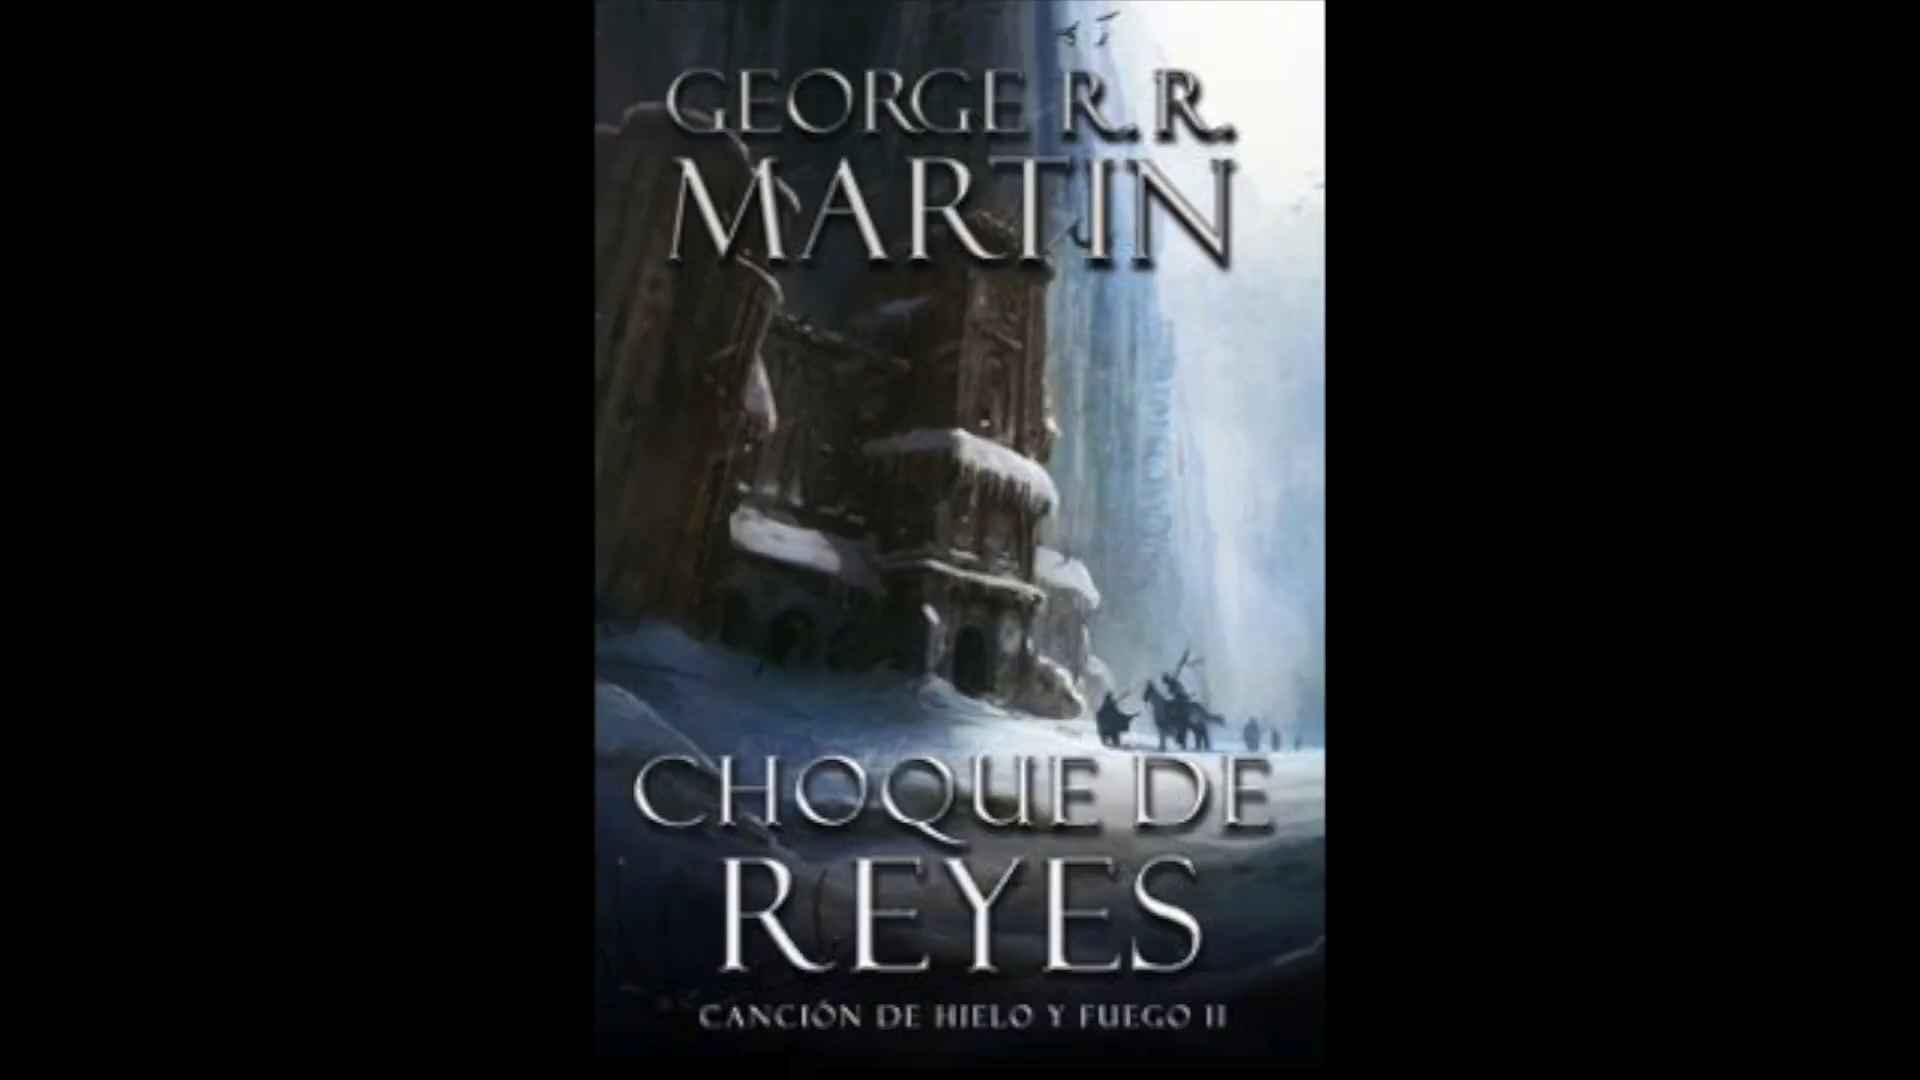 GEORGE R. R.
MARTIN
CHOQUE DE
REYES
CANCIÓN DE HIELO Y FUEGO II